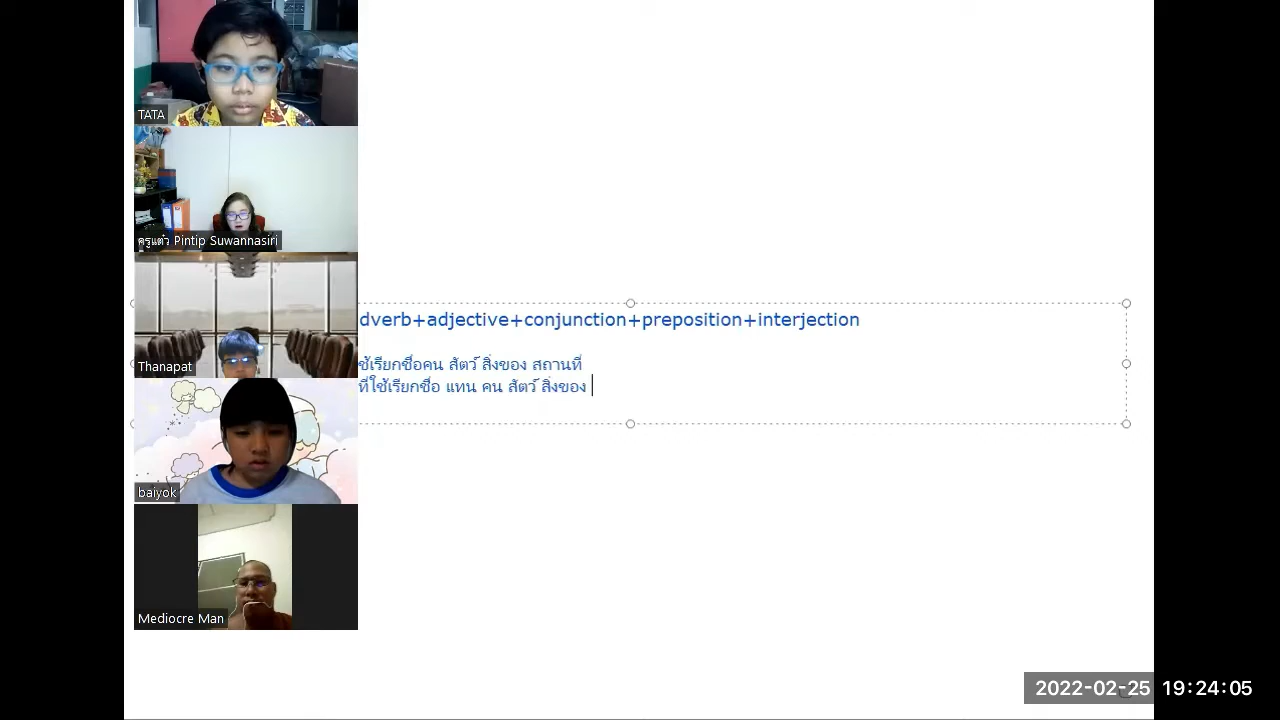 TATA
ครูแต๋ว Pintip Suwannasiri
Thanapat
baiyok
Mediocre Man
dverb+adjective+conjunction+preposition+interjection
ช้เรียกชื่อคน สัตว์ สิ่งของ สถานที่
ที่ใช้เรียกชื่อ แทน คน สัตว์ สิ่งของ
2022-02-25 19:24:05